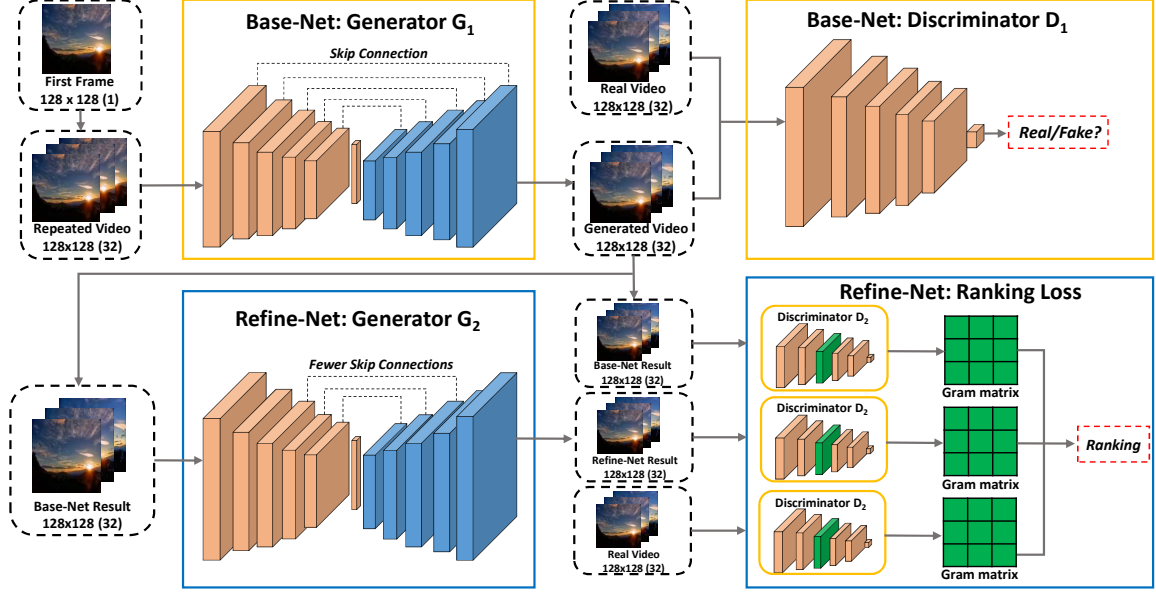 First Frame
128 x 128 (1)
Repeated Video
128x128 (32)
Base-Net: Generator G1
Skip Connection
Real Video
128x128 (32)
Generated Video
128x128 (32)
Base-Net: Discriminator D1
Real/Fake?
Base-Net Result
128x128 (32)
Refine-Net: Generator G2
Fewer Skip Connections
Base-Net Result
128x128 (32)
Refine-Net Result
128x128 (32)
Real Video
128x128 (32)
Refine-Net: Ranking Loss
Discriminator D2
Gram matrix
Discriminator D2
Gram matrix
Discriminator D2
Gram matrix
Ranking